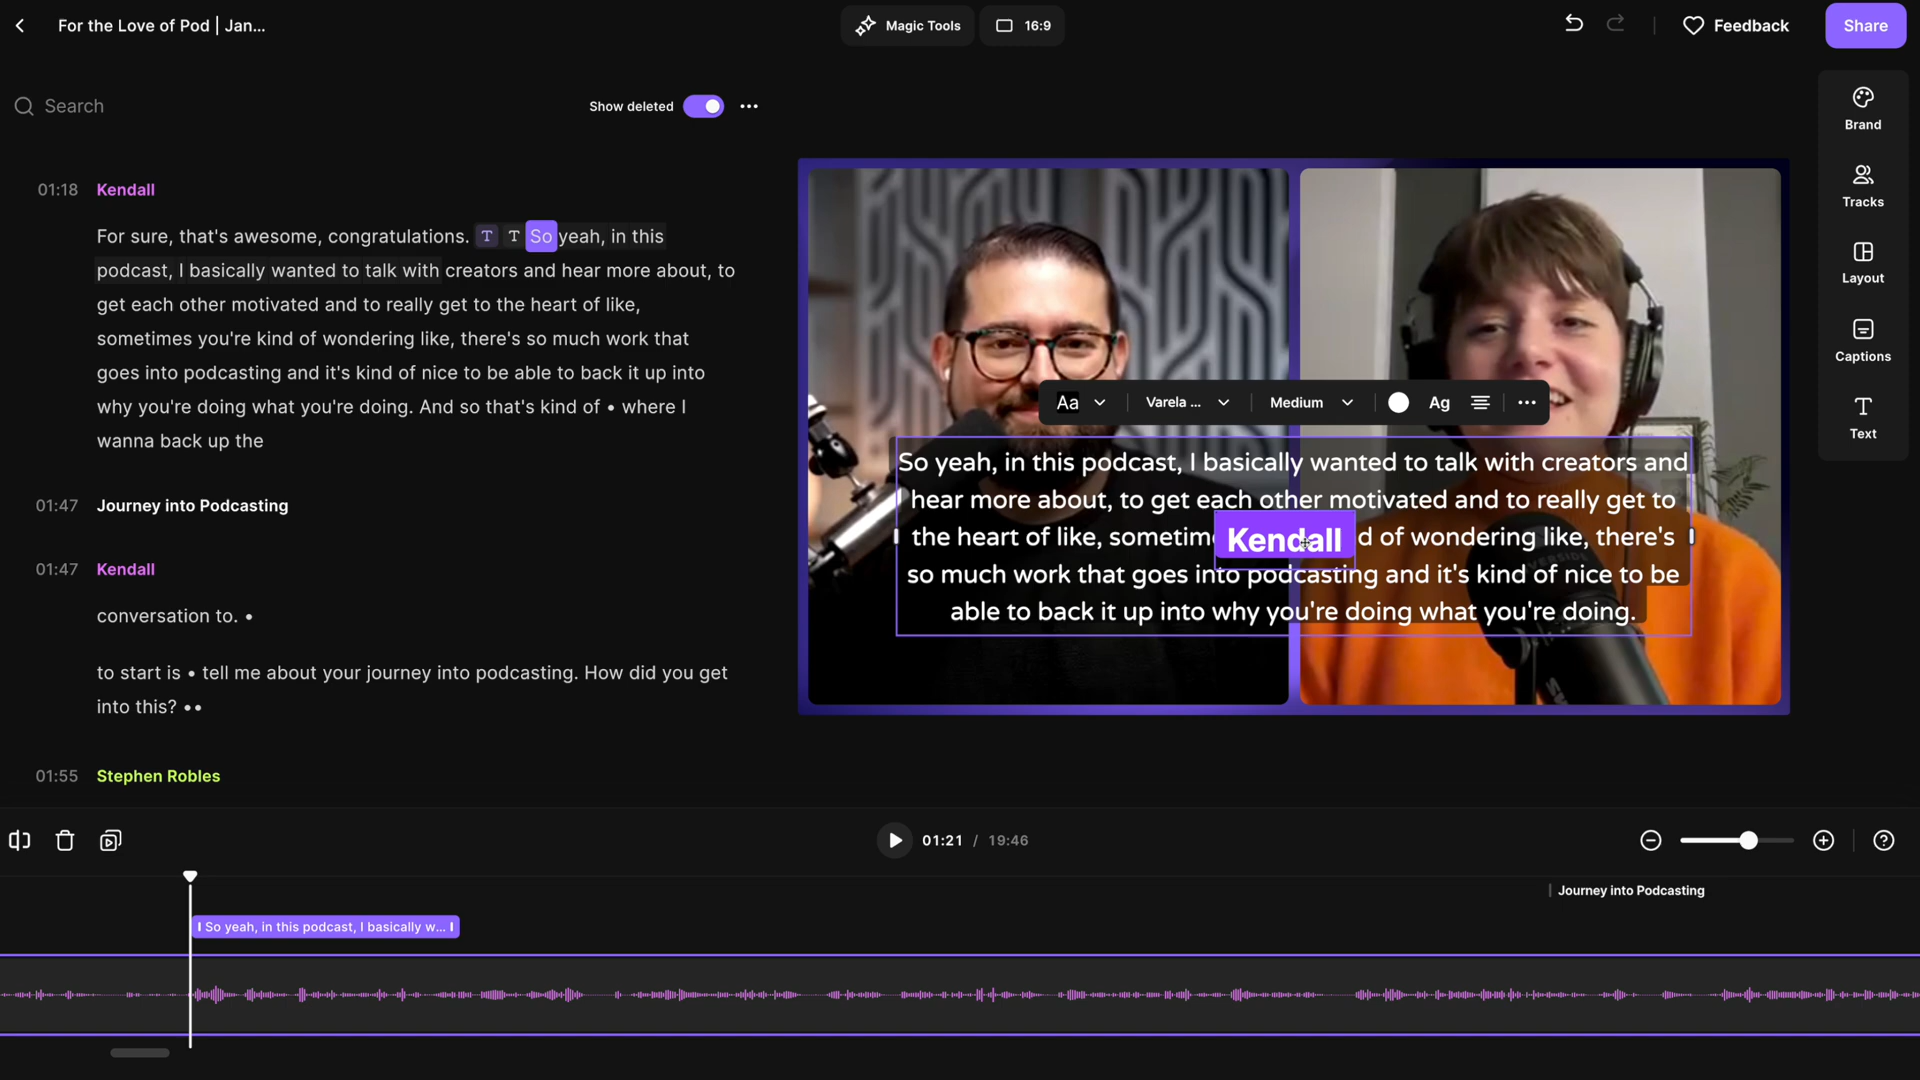 For the Love of Pod | Jan...
Magic Tools
16:9
Feedback
Share
Search
Show deleted
Brand
Tracks
Layout
Captions
Text
01:18 Kendall
For sure, that's awesome, congratulations. T T So yeah, in this
podcast, I basically wanted to talk with creators and hear more about, to
get each other motivated and to really get to the heart of like,
sometimes you're kind of wondering like, there's so much work that
goes into podcasting and it's kind of nice to be able to back it up into
why you're doing what you're doing. And so that's kind of • where I
wanna back up the
01:47 Journey into Podcasting
01:47 Kendall
conversation to. •
to start is • tell me about your journey into podcasting. How did you get
into this? ••
01:55 Stephen Robles
Aa
Varela ...
Medium
Ag
So yeah, in this podcast, I basically wanted to talk with creators and
hear more about, to get each other motivated and to really get to
the heart of like, sometim Kendall d of wondering like, there's
so much work that goes into podcasting and it's kind of nice to be
able to back it up into why you're doing what you're doing.
01:21 / 19:46
Journey into Podcasting
So yeah, in this podcast, I basically w...